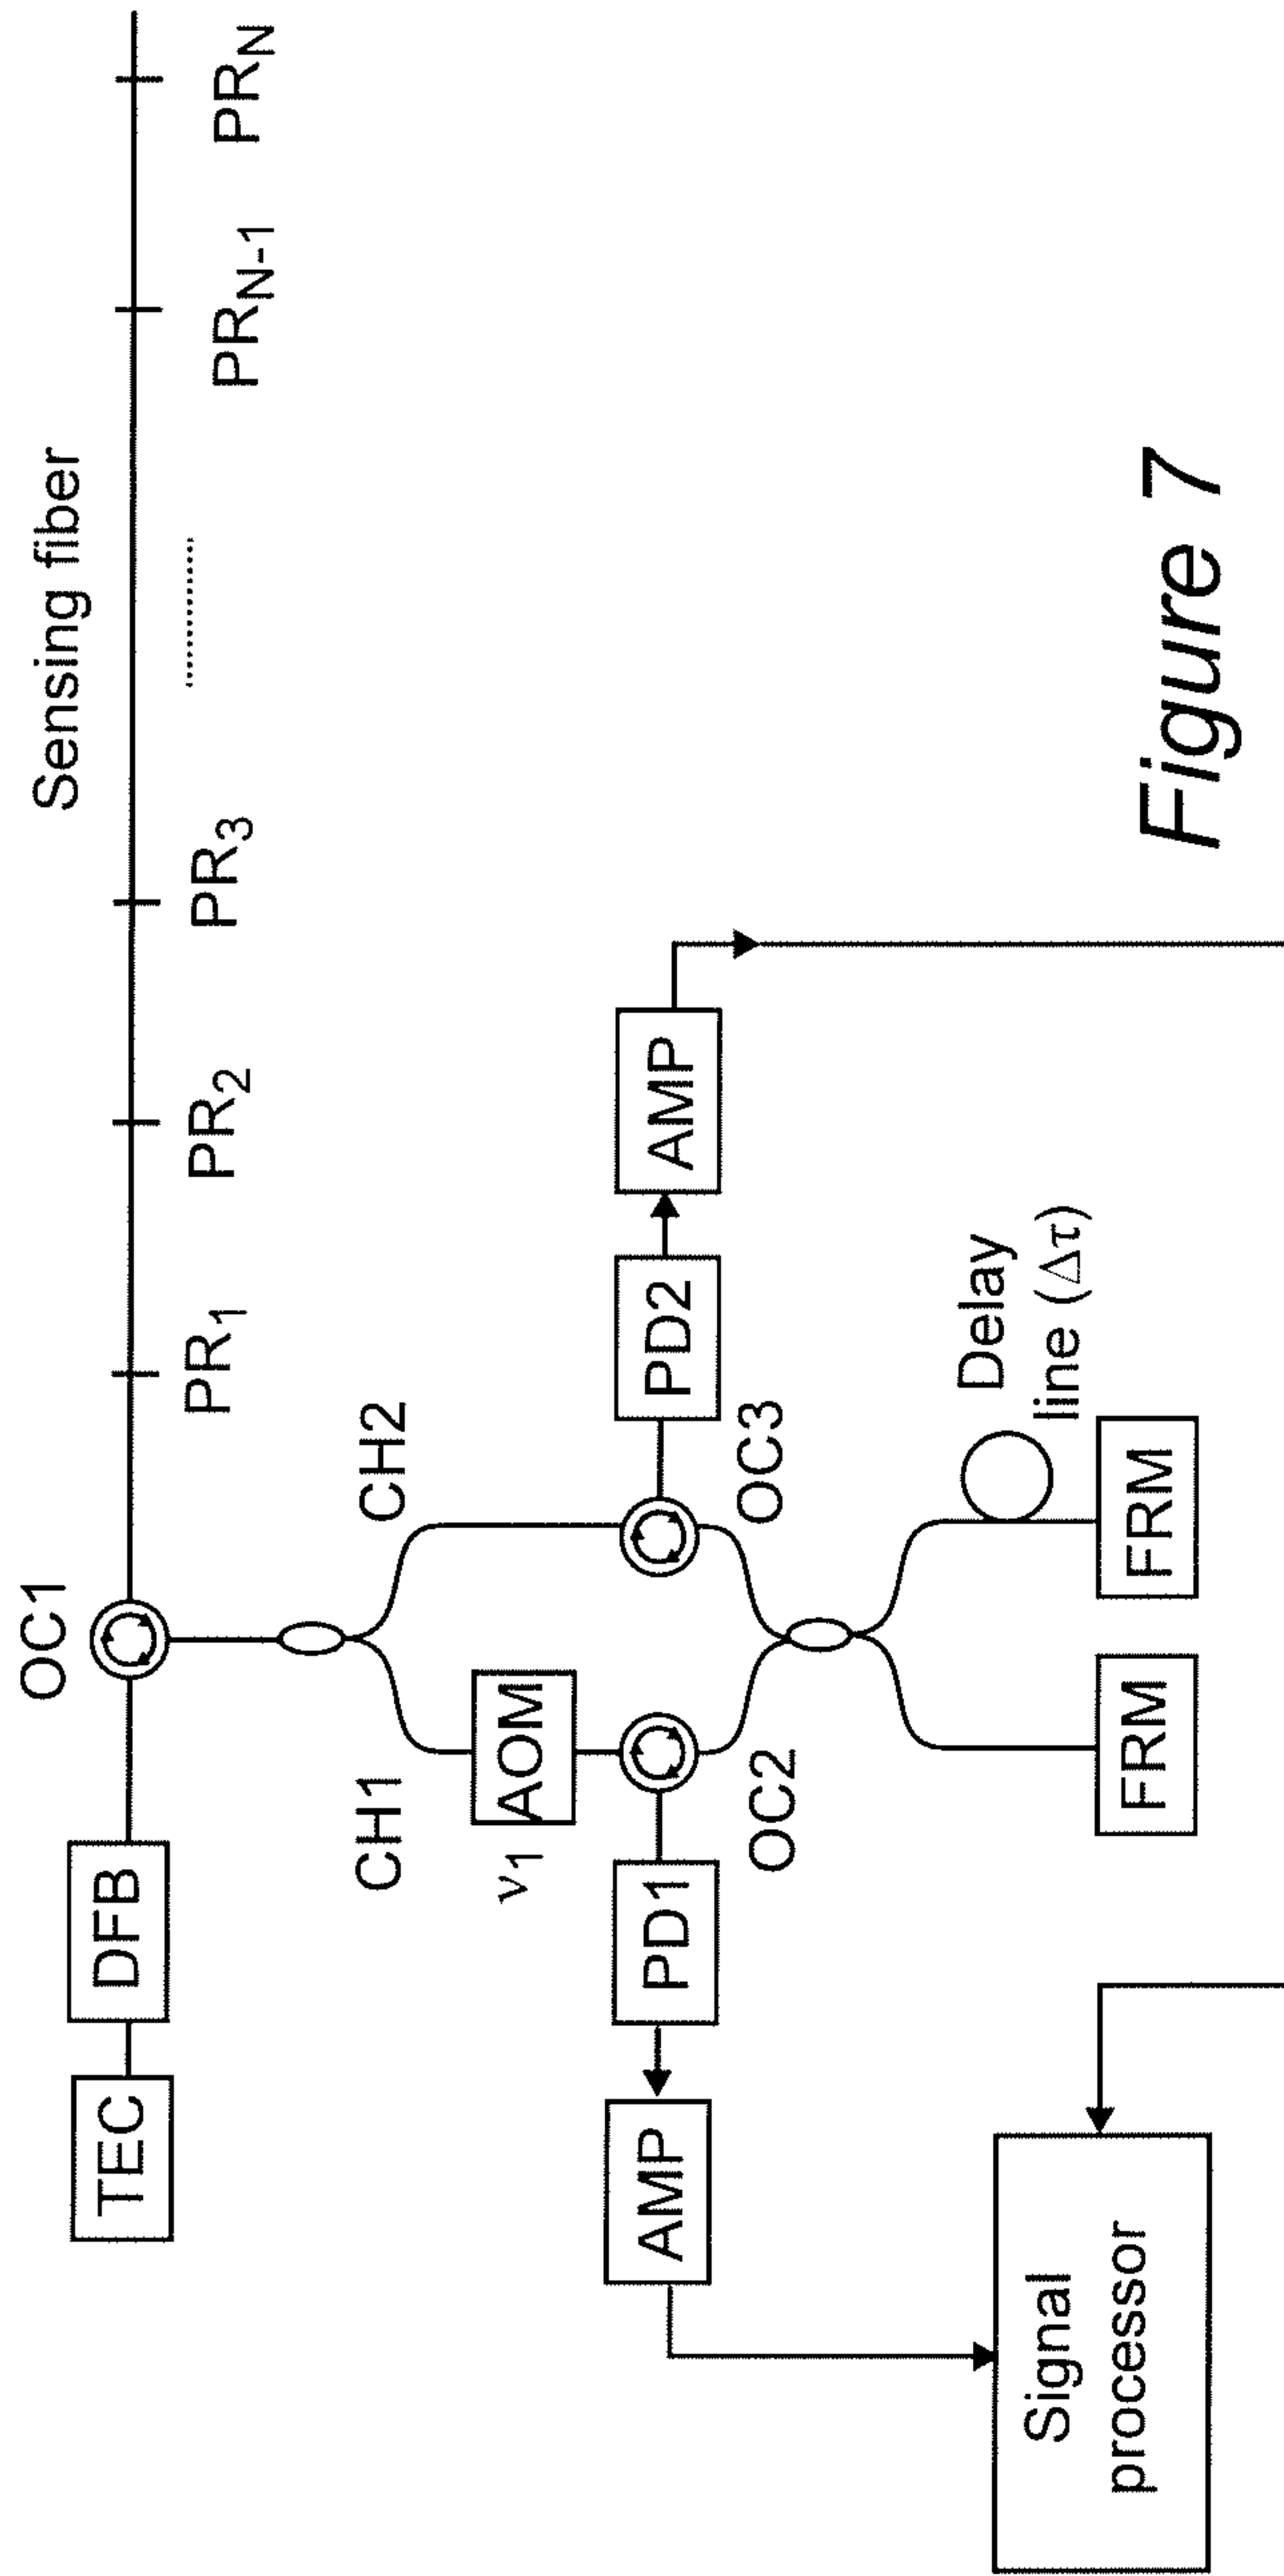 Sensing fiber
OC1
TEC
DFB
PR1
PR2
PR3
..........
PRN-1
PRN
CH1
CH2
ν1
AOM
AMP
PD1
PD2
AMP
OC2
OC3
Delay
line (Δτ)
Signal
processor
FRM
FRM
Figure 7